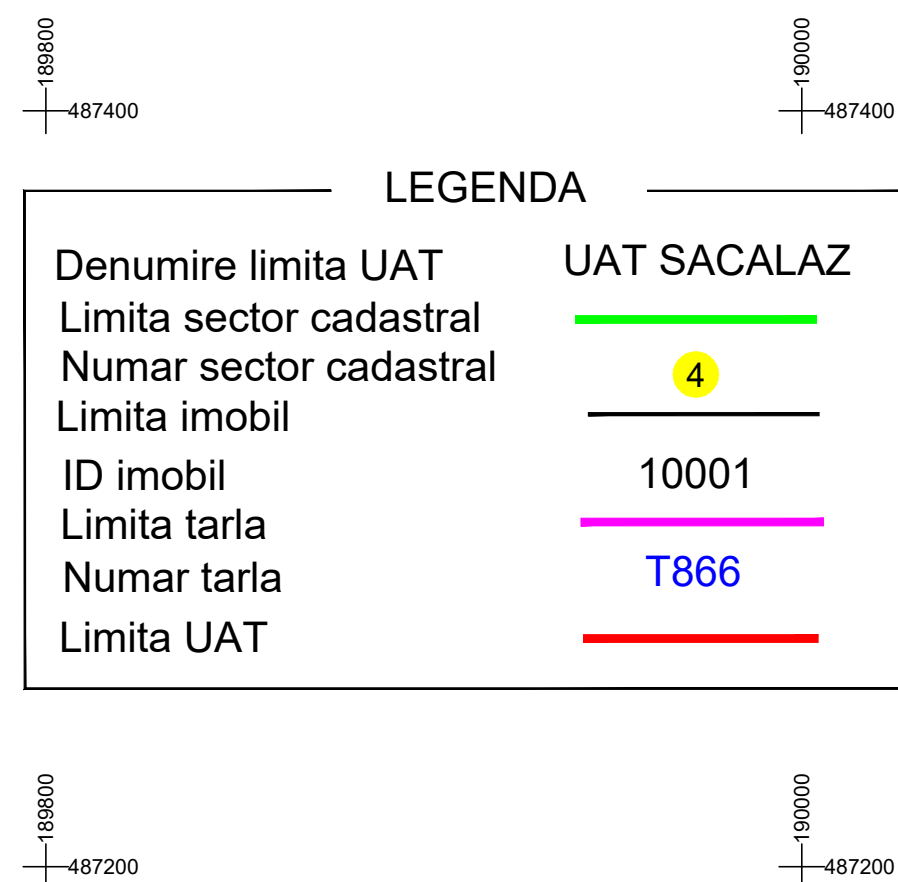 189800
190000
487400
487400
LEGENDA
Denumire limita UAT UAT SACALAZ
Limita sector cadastral
Numar sector cadastral 4
Limita imobil
ID imobil 10001
Limita tarla
Numar tarla T866
Limita UAT
189800
190000
487200
487200